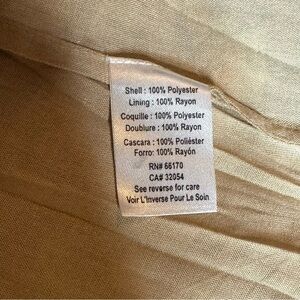 Shell : 100% Polyester
Lining : 100% Rayon
Coquille : 100% Polyester
Doublure : 100% Rayon
Cascara : 100% Poliéster
Forro: 100% Rayón
RN# 66170
CA# 32054
See reverse for care
Voir L'Inverse Pour Le Soin